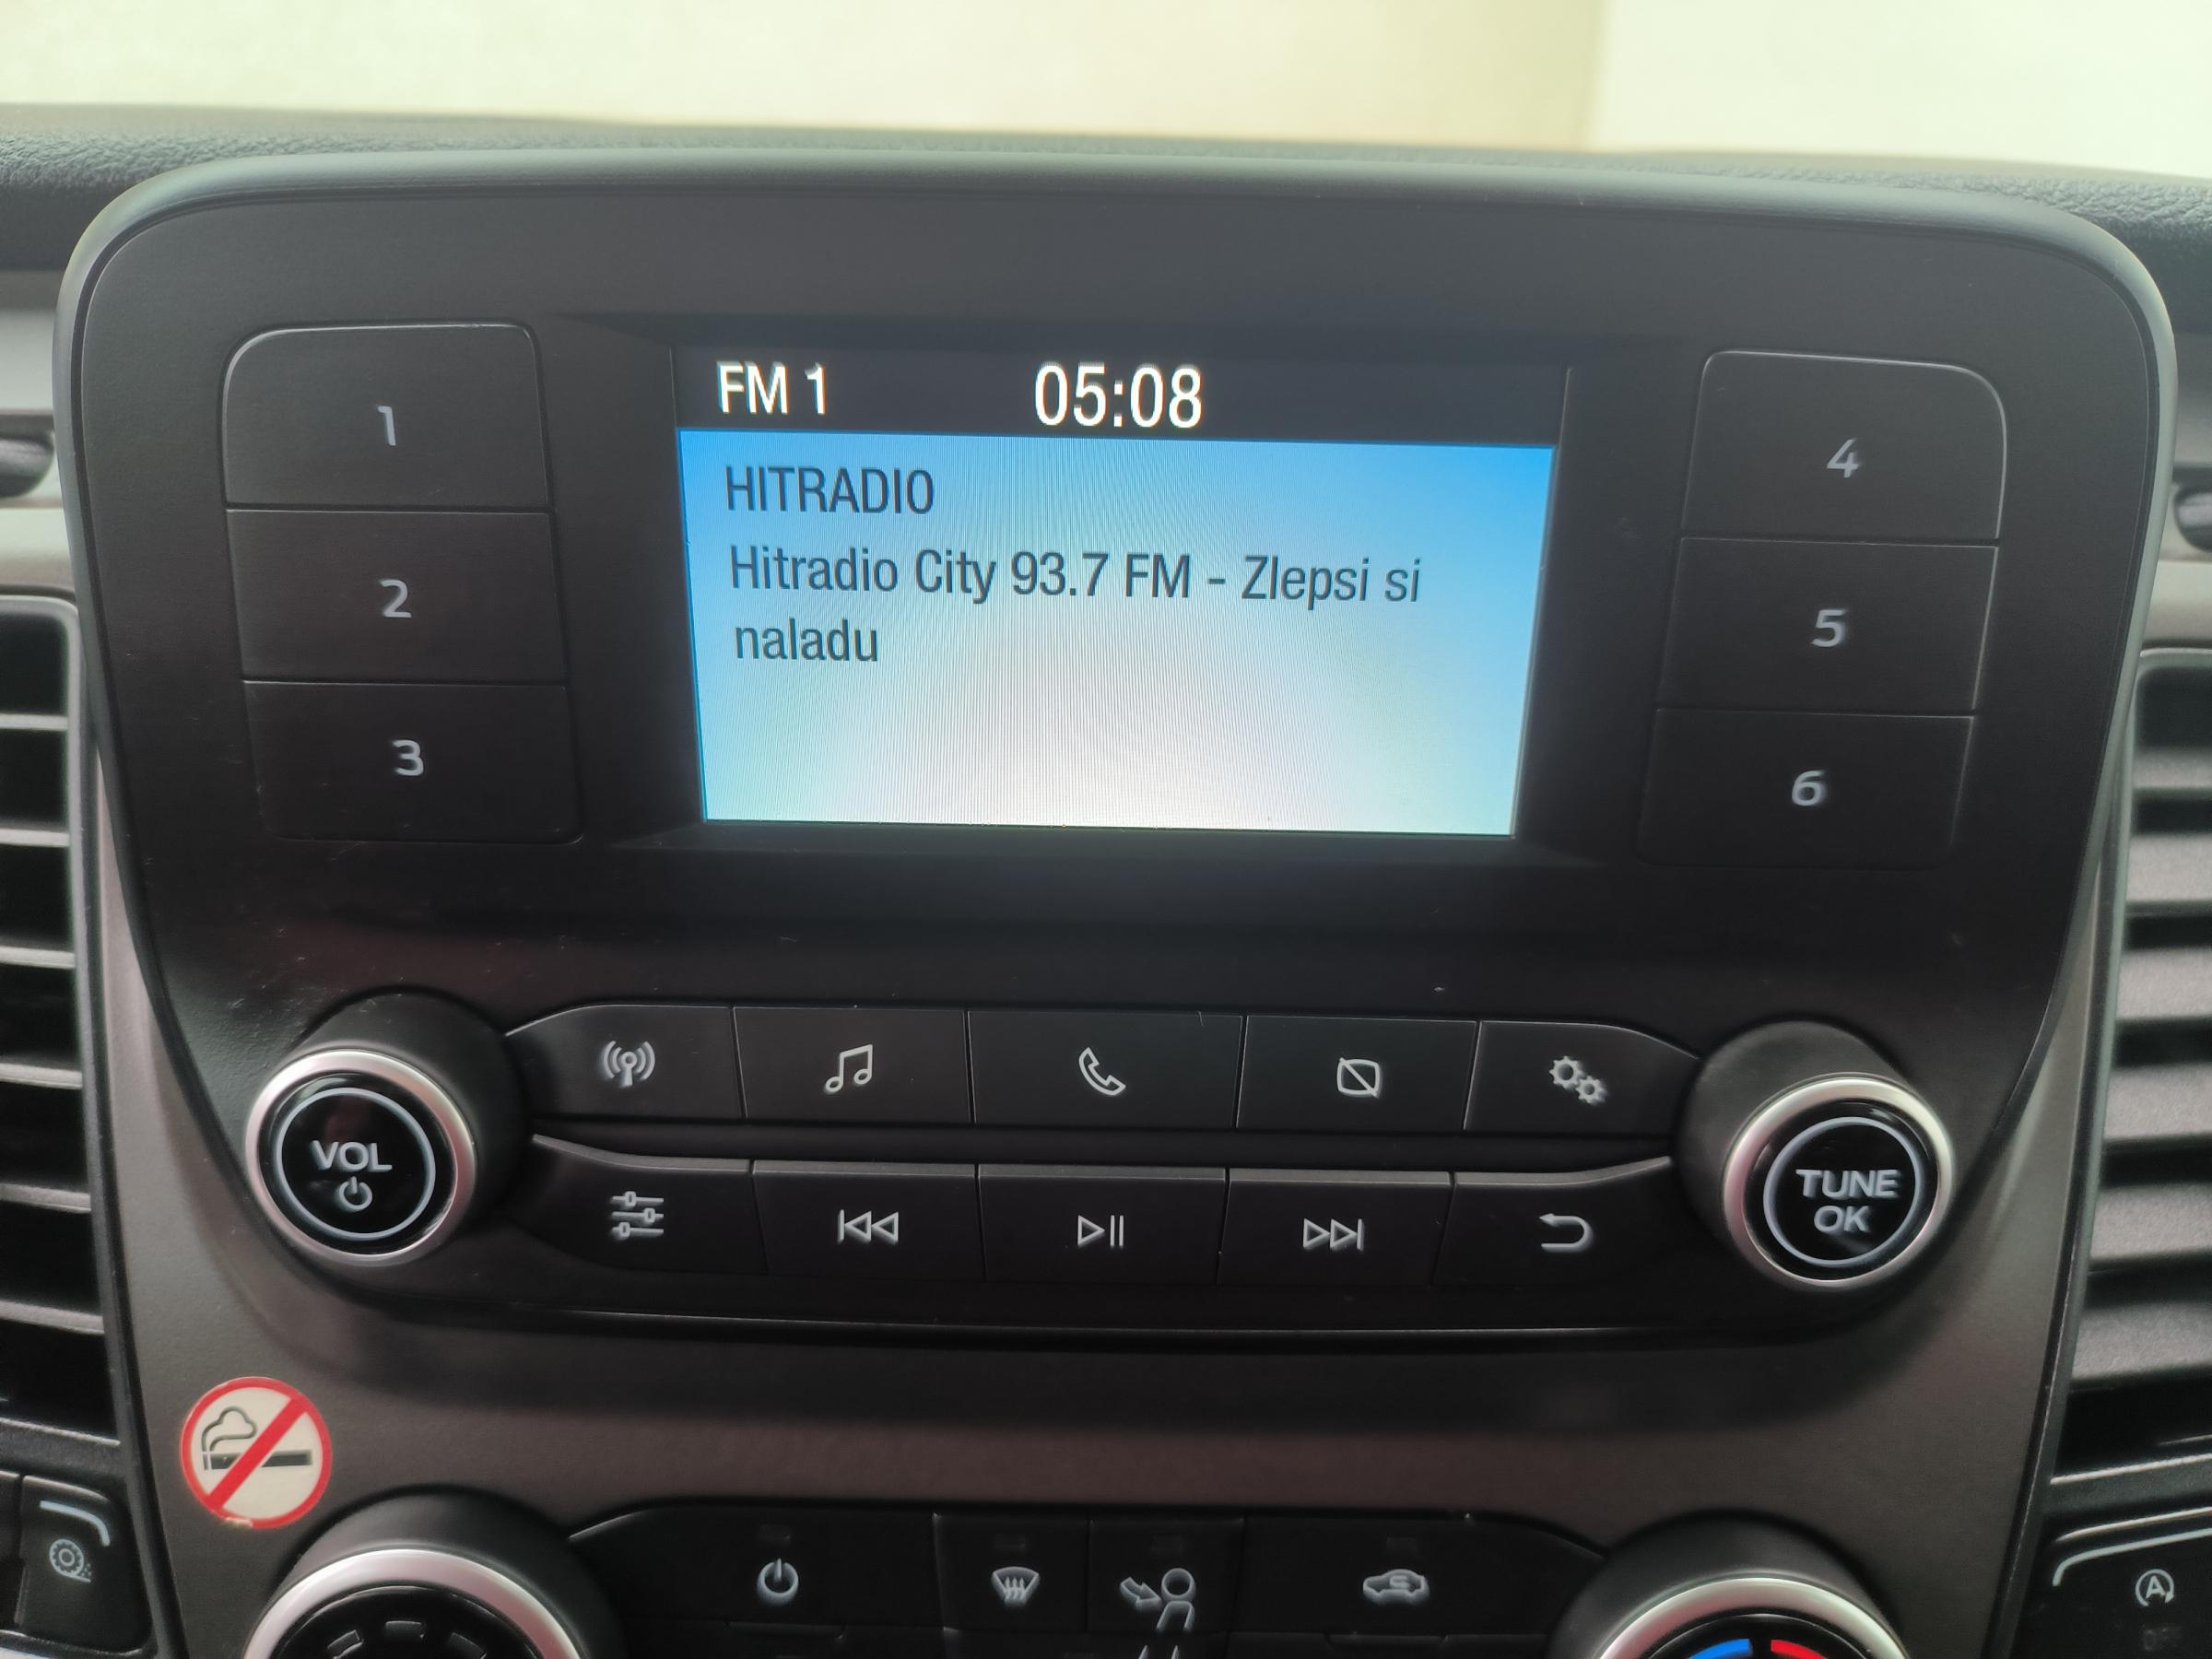 FM 1 05:08
HITRADIO
Hitradio City 93.7 FM - Zlepsi si
naladu
1
2
3
4
5
6
VOL
TUNE
OK
A
OFF